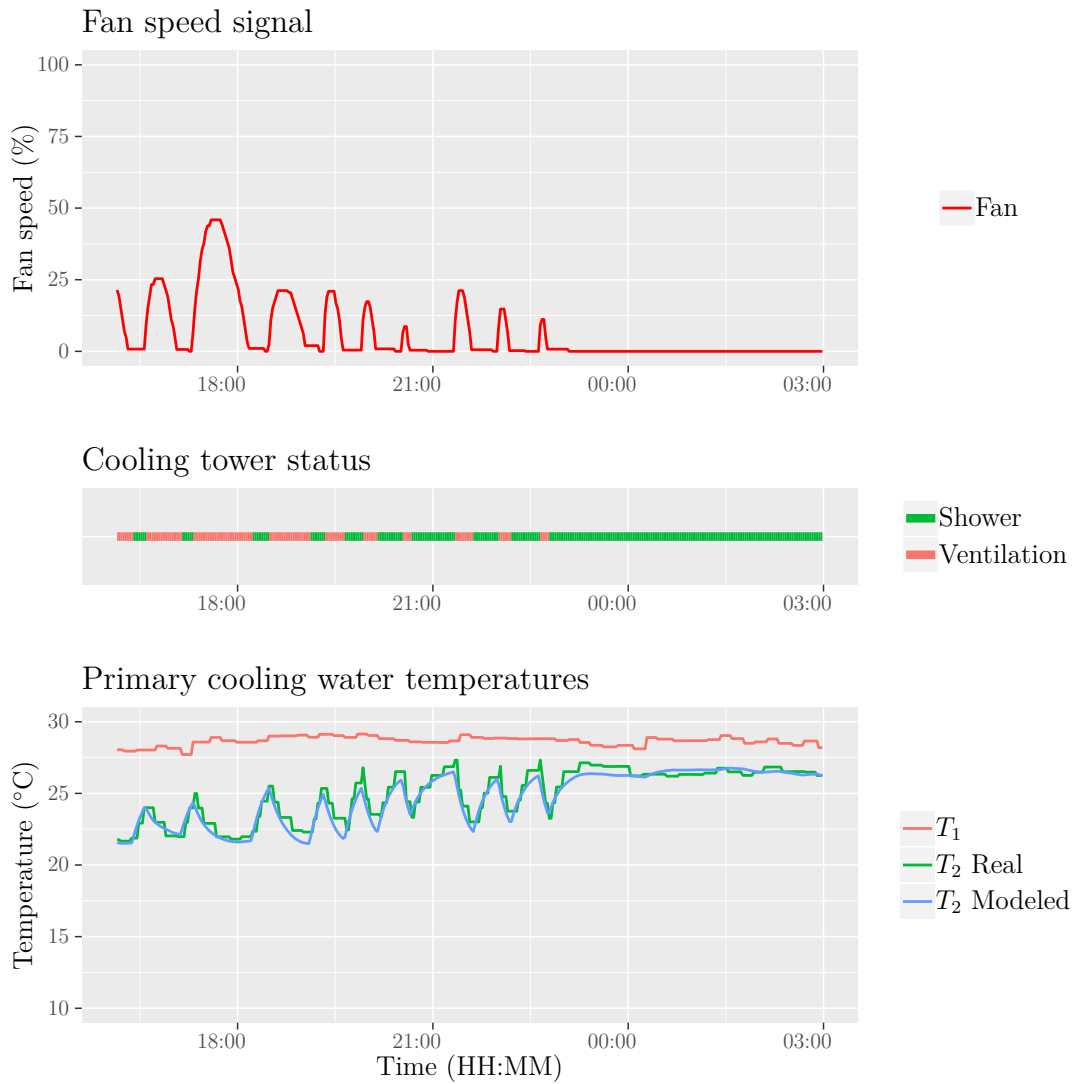 Fan speed signal
Fan speed (%)
100
75
50
25
0
18:00 21:00 00:00 03:00
Fan
Cooling tower status
18:00 21:00 00:00 03:00
Shower
Ventilation
Primary cooling water temperatures
Temperature (°C)
30
25
20
15
10
18:00 21:00 00:00 03:00
Time (HH:MM)
T₁
T₂ Real
T₂ Modeled